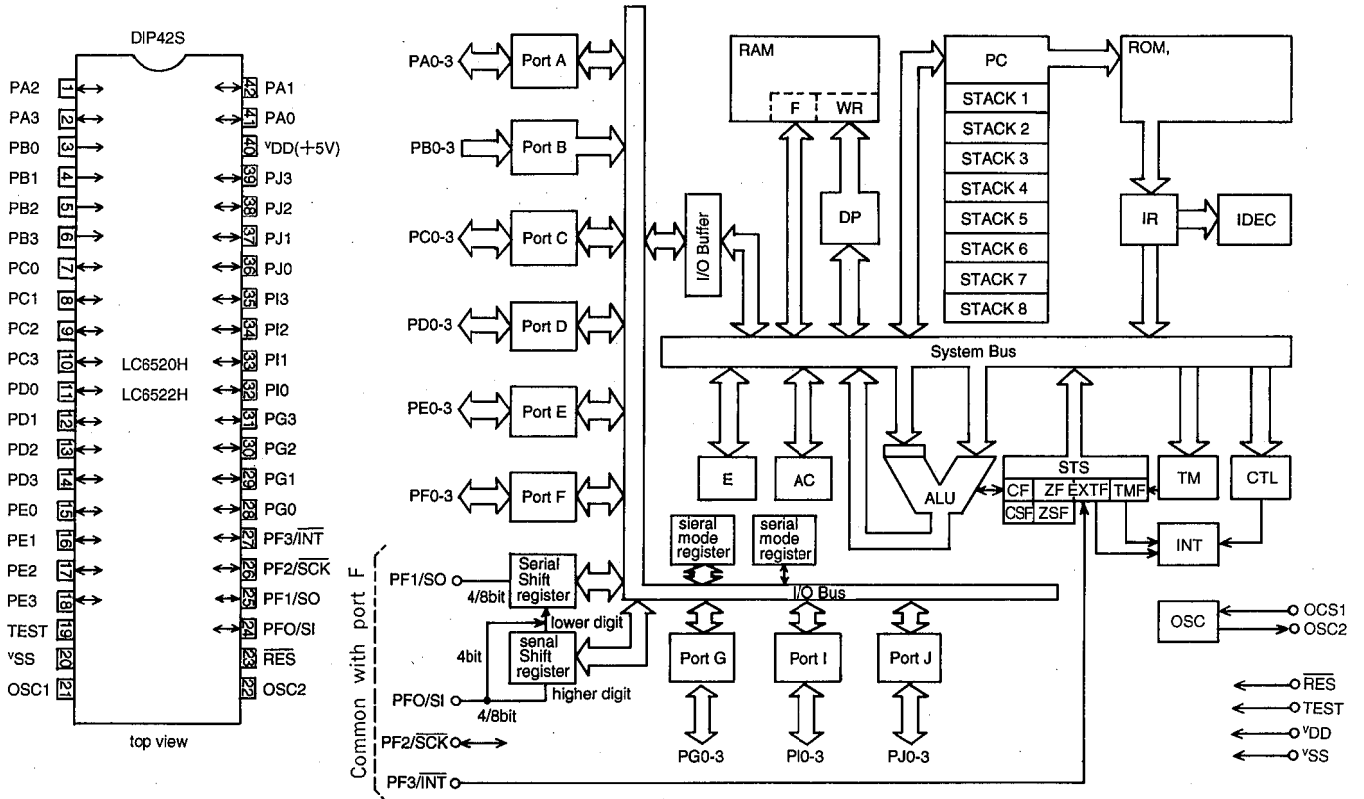 DIP42S
PA2 1 42 PA1
PA3 2 41 PA0
PB0 3 40 VDD(+5V)
PB1 4 39 PJ3
PB2 5 38 PJ2
PB3 6 37 PJ1
PC0 7 36 PJ0
PC1 8 35 PI3
PC2 9 34 PI2
PC3 10 LC6520H 33 PI1
PD0 11 LC6522H 32 PI0
PD1 12 31 PG3
PD2 13 30 PG2
PD3 14 29 PG1
PE0 15 28 PG0
PE1 16 27 PF3/INT
PE2 17 26 PF2/SCK
PE3 18 25 PF1/SO
TEST 19 24 PFO/SI
VSS 20 23 RES
OSC1 21 22 OSC2
top view
PA0-3 Port A
PB0-3 Port B
PC0-3 Port C
PD0-3 Port D
PE0-3 Port E
PF0-3 Port F
I/O Buffer
RAM
F WR
DP
PC
STACK 1
STACK 2
STACK 3
STACK 4
STACK 5
STACK 6
STACK 7
STACK 8
ROM,
IR IDEC
System Bus
E
AC
ALU
STS
CF ZF EXTF TMF
CSF ZSF
TM
CTL
INT
sieral
mode
register
serial
mode
register
I/O Bus
Common with port F
PF1/SO
4/8bit
Serial
Shift
register
lower digit
4bit
senal
Shift
register
higher digit
PFO/SI
4/8bit
PF2/SCK
PF3/INT
Port G
Port I
Port J
PG0-3
PI0-3
PJ0-3
OSC
OCS1
OSC2
RES
TEST
VDD
VSS